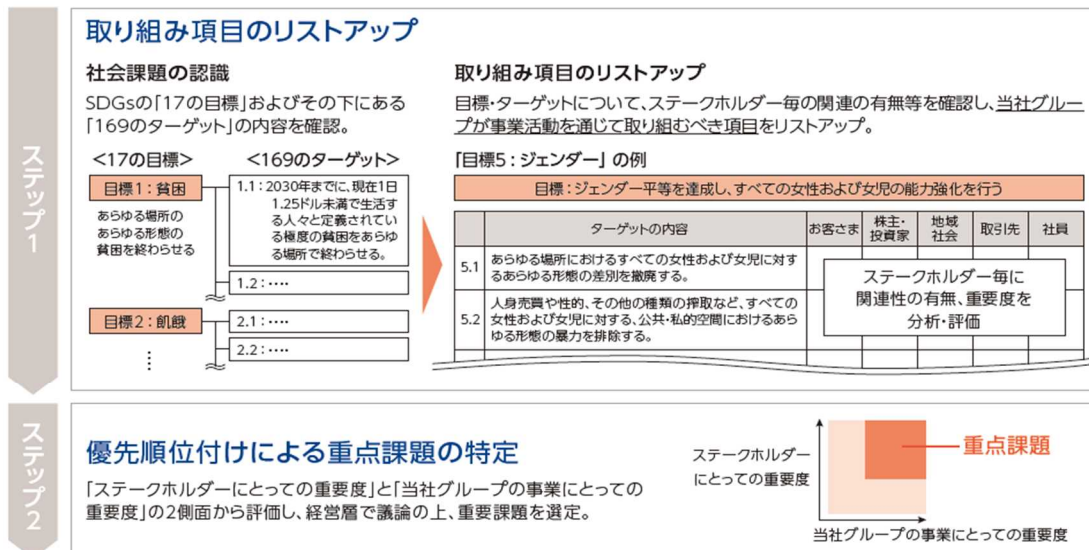 ステップ1
取り組み項目のリストアップ
社会課題の認識
SDGsの「17の目標」およびその下にある
「169のターゲット」の内容を確認。
<17の目標>
<169のターゲット>
目標1：貧困
あらゆる場所の
あらゆる形態の
貧困を終わらせる
1.1：2030年までに、現在1日
1.25ドル未満で生活す
る人々と定義されてい
る極度の貧困をあらゆ
る場所で終わらせる。
1.2：‥‥
目標2：飢餓
2.1：‥‥
2.2：‥‥
取り組み項目のリストアップ
目標・ターゲットについて、ステークホルダー毎の関連の有無等を確認し、当社グルー
プが事業活動を通じて取り組むべき項目をリストアップ。
「目標5：ジェンダー」の例
目標：ジェンダー平等を達成し、すべての女性および女児の能力強化を行う
ターゲットの内容
お客さま
株主・
投資家
地域
社会
取引先
社員
5.1
あらゆる場所におけるすべての女性および女児に対す
るあらゆる形態の差別を撤廃する。
5.2
人身売買や性的、その他の種類の搾取など、すべての
女性および女児に対する、公共・私的空間におけるあら
ゆる形態の暴力を排除する。
ステークホルダー毎に
関連性の有無、重要度を
分析・評価
ステップ2
優先順位付けによる重点課題の特定
「ステークホルダーにとっての重要度」と「当社グループの事業にとっての
重要度」の2側面から評価し、経営層で議論の上、重要課題を選定。
ステークホルダー
にとっての重要度
重点課題
当社グループの事業にとっての重要度